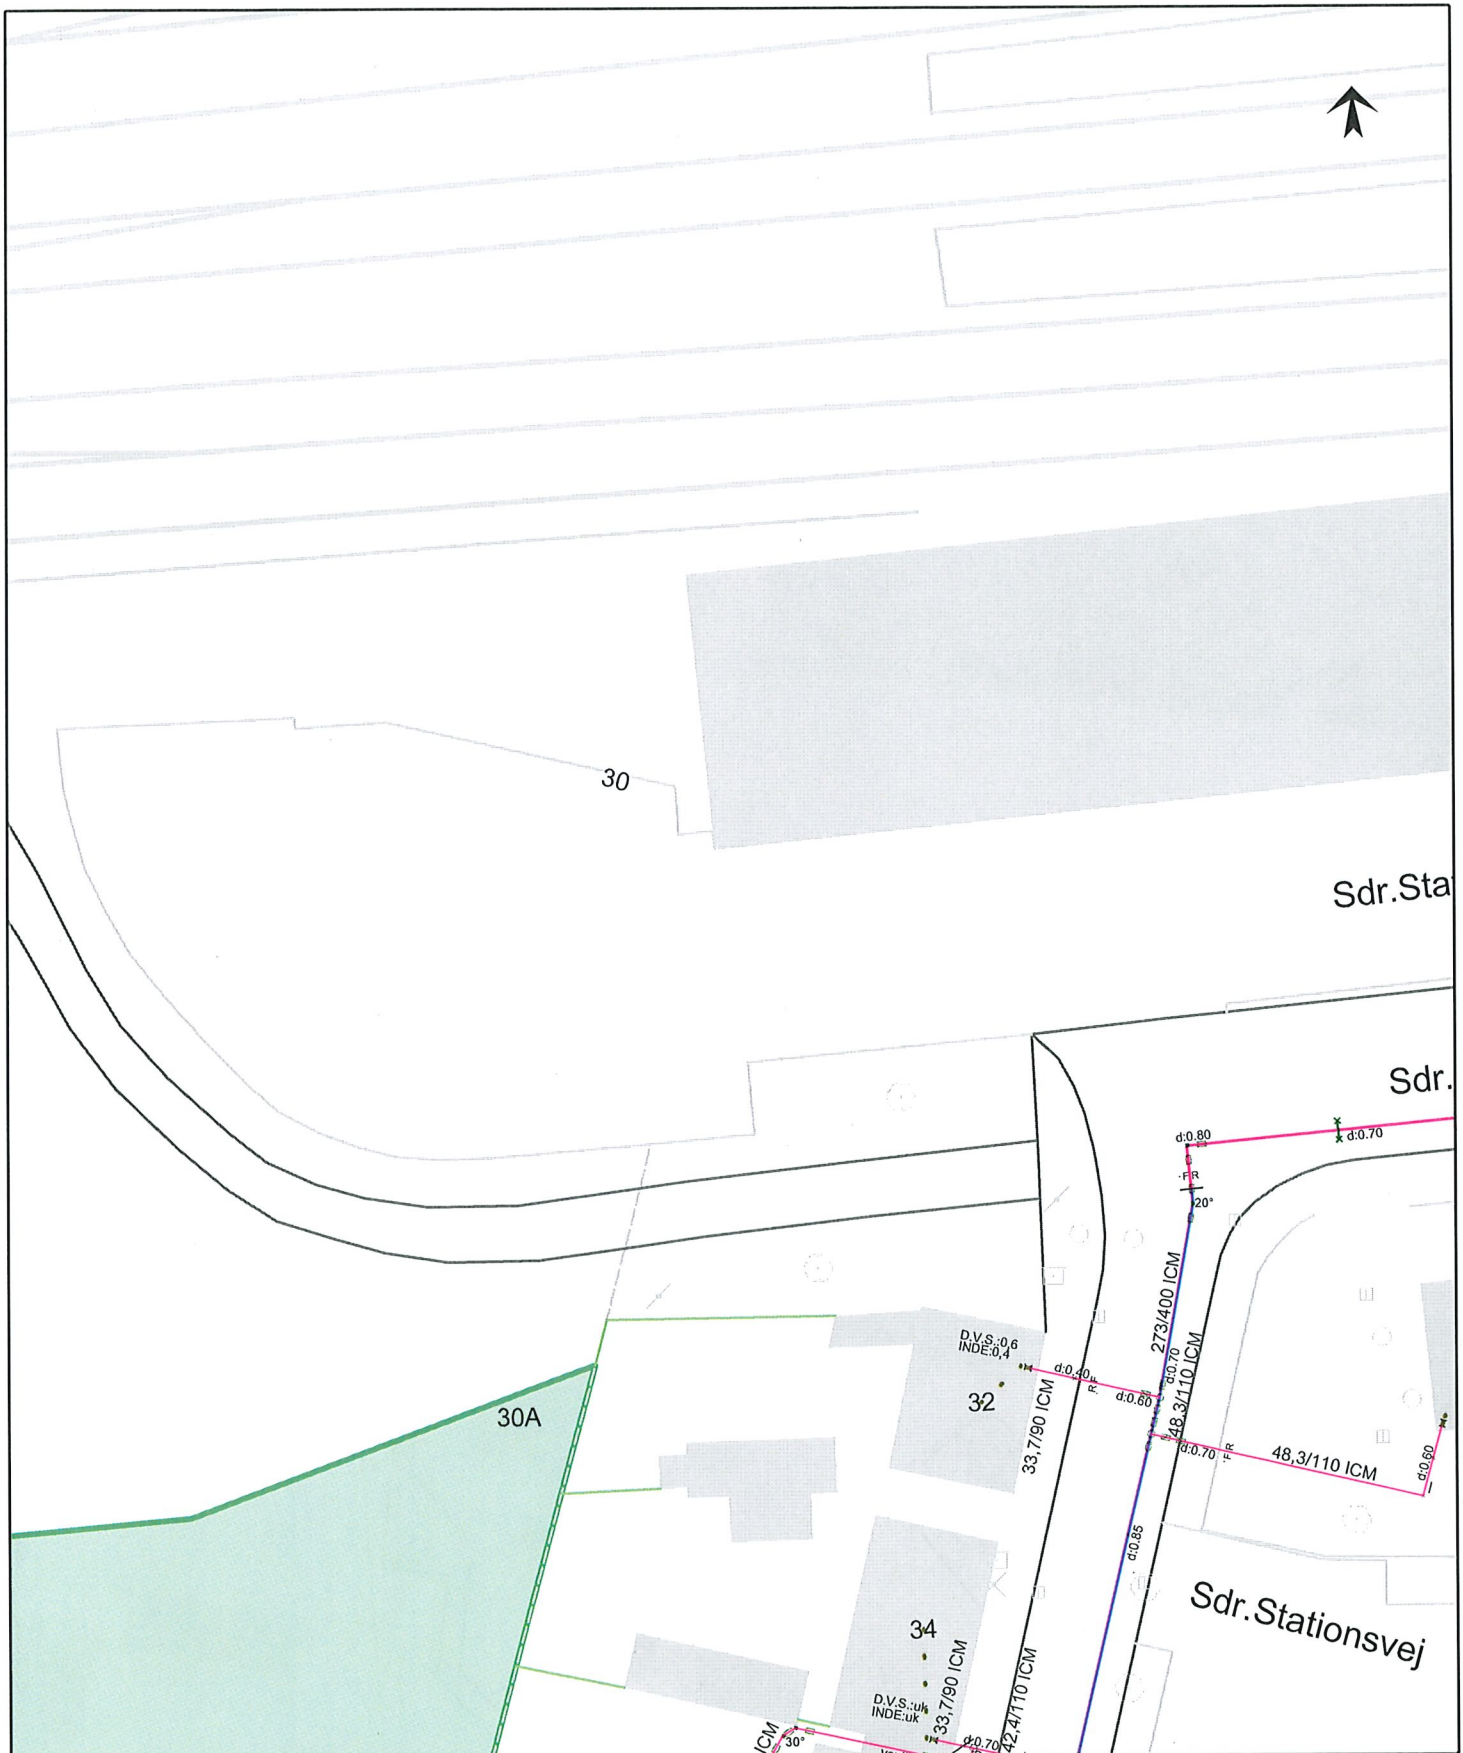 30
Sdr.Sta
Sdr.
d:0.80
d:0.70
FR
20°
273/400 ICM
D.V.S.:0,6
INDE:0,4
d:0.40
d:0.70
R F
d:0.60
48,3/110 ICM
32
30A
33,7/90 ICM
d:0.70
FR
48,3/110 ICM
d:0.60
d:0.85
Sdr.Stationsvej
34
33,7/90 ICM
42,4/110 ICM
D.V.S.:uk
INDE:uk
ICM
30°
d:0.70